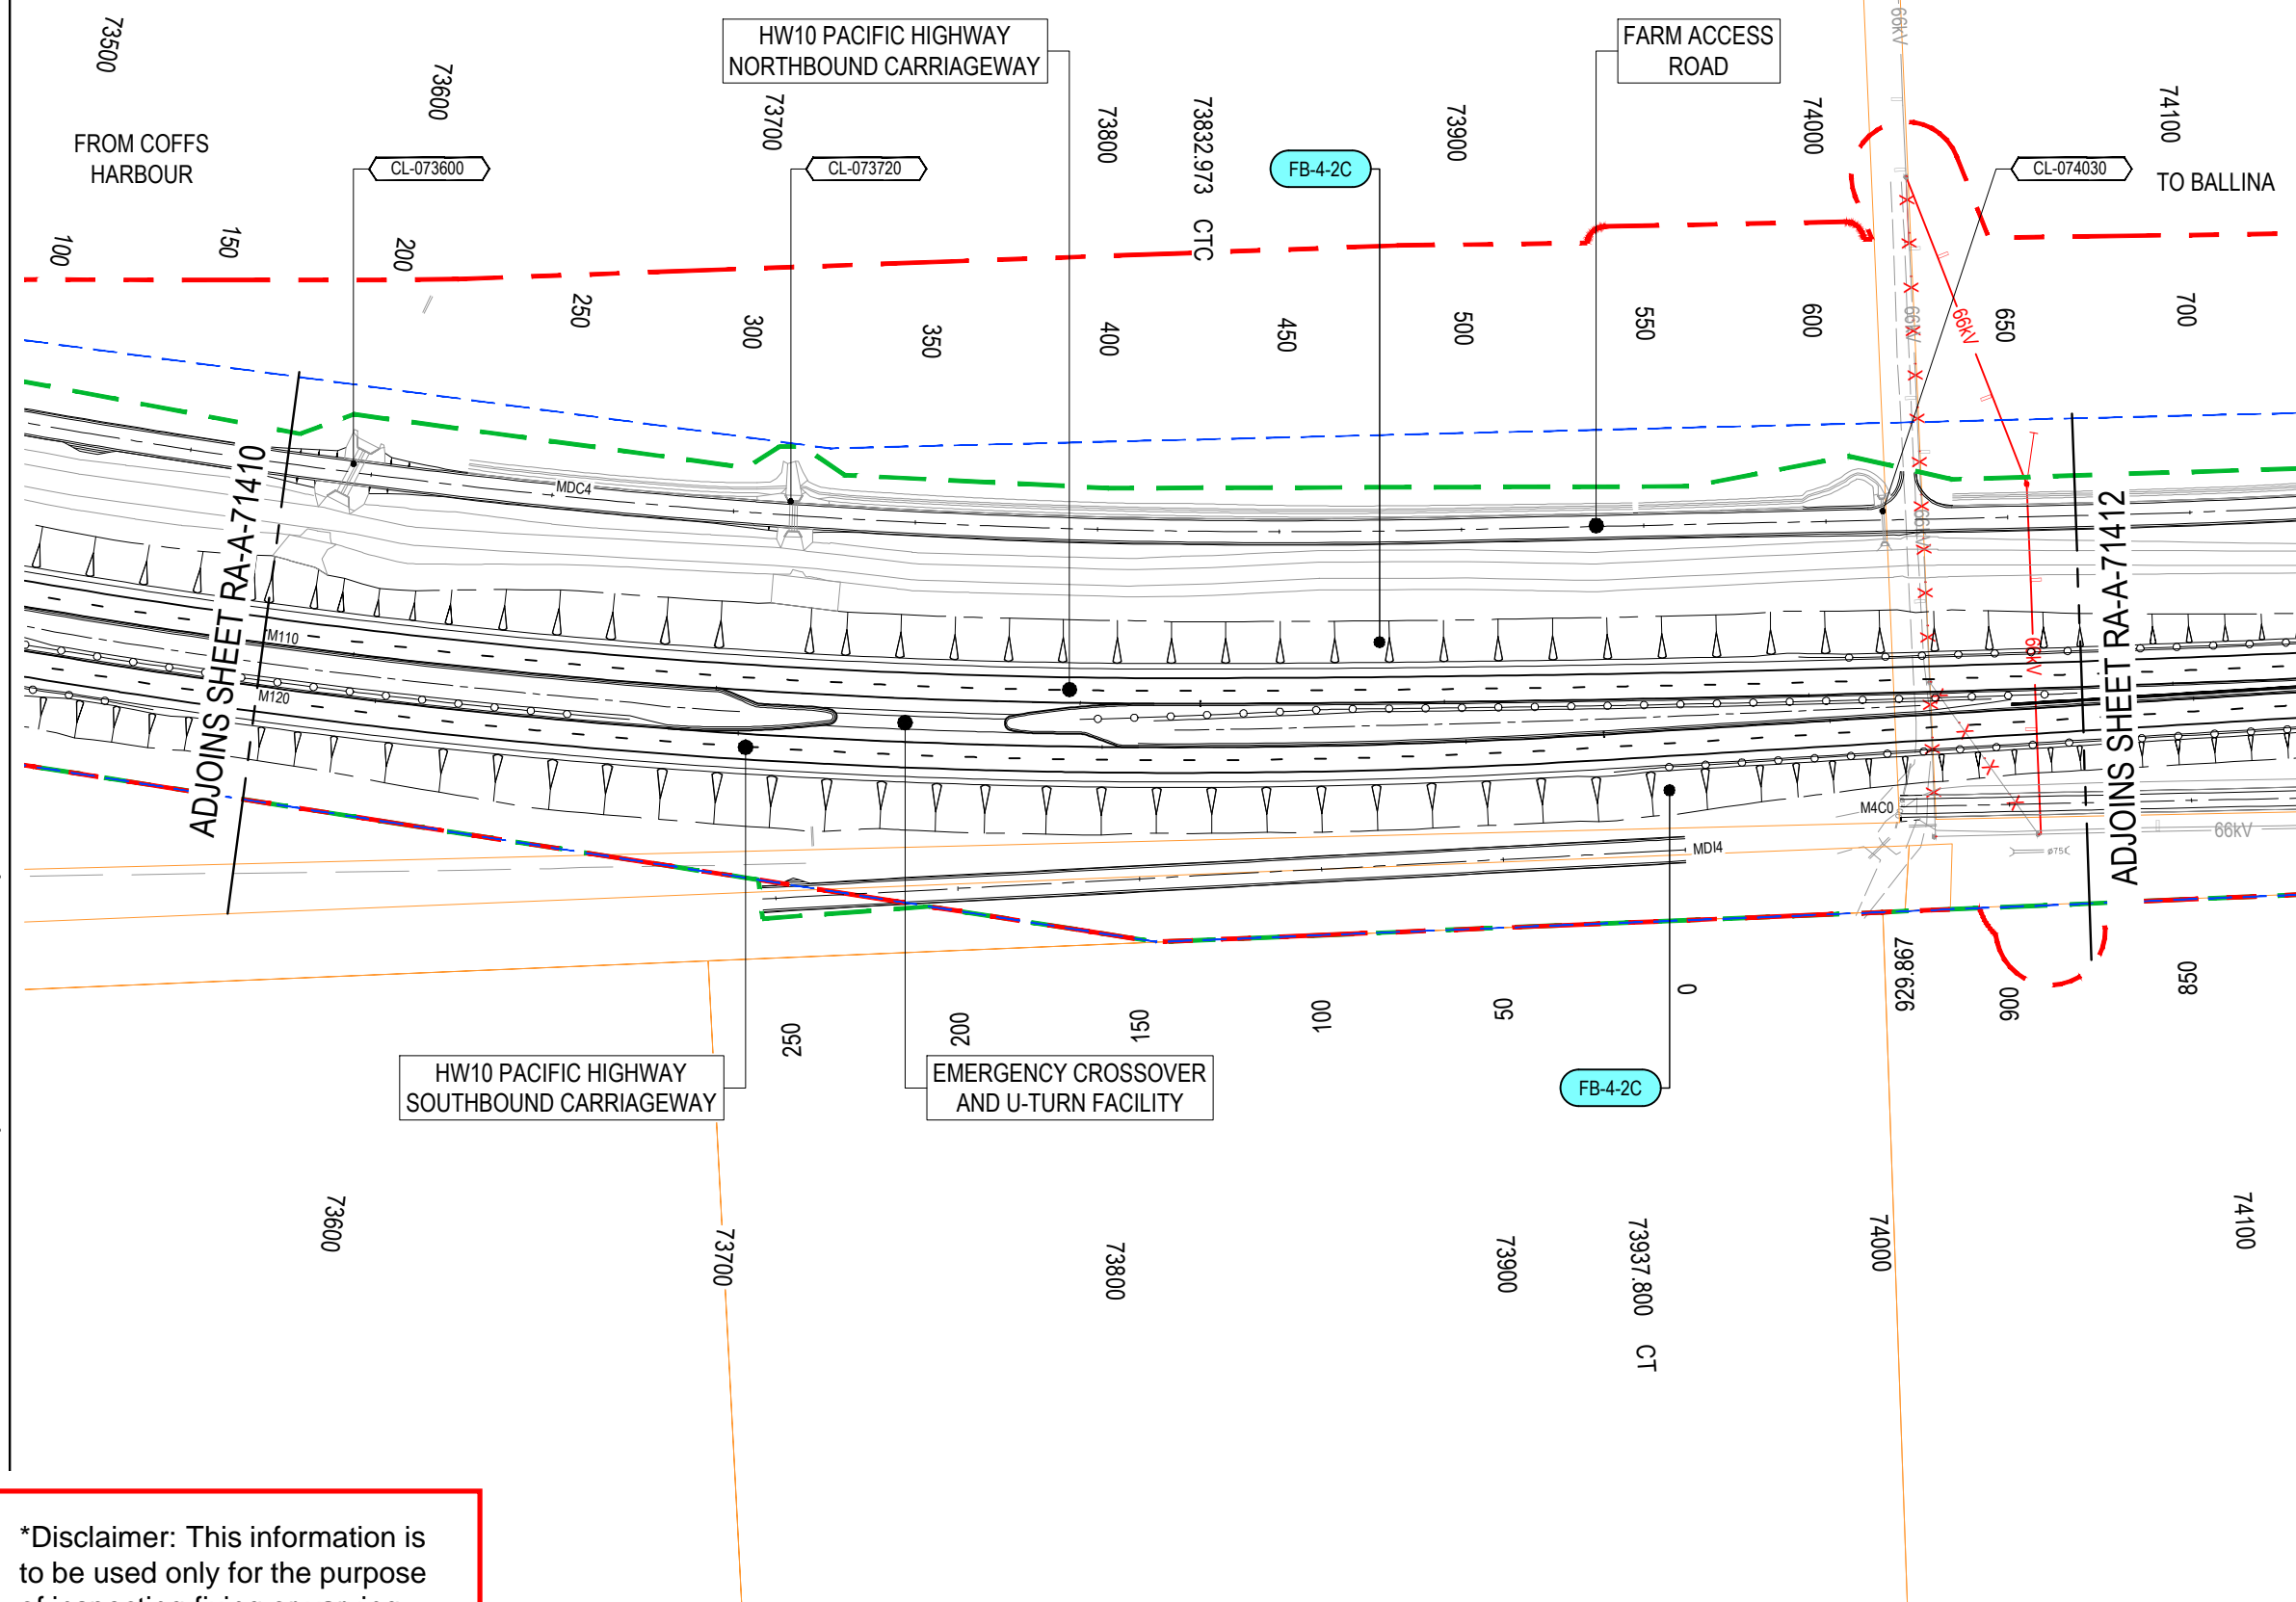 73500
73600
HW10 PACIFIC HIGHWAY
NORTHBOUND CARRIAGEWAY
73700
73800
73832.973 CTC
73900
FARM ACCESS
ROAD
74000
66kV
74100
FROM COFFS
HARBOUR
CL-073600
CL-073720
FB-4-2C
CL-074030
TO BALLINA
100
150
200
250
300
350
400
450
500
550
600
650
700
66kV
66kV
ADJOINS SHEET RA-A-71410
MDC4
66kV
ADJOINS SHEET RA-A-71412
M110
M120
66kV
M4C0
66kV
MDI4
ø75
250
200
150
100
50
0
929.867
900
850
HW10 PACIFIC HIGHWAY
SOUTHBOUND CARRIAGEWAY
EMERGENCY CROSSOVER
AND U-TURN FACILITY
FB-4-2C
73600
73700
73800
73900
73937.800 CT
74000
74100
*Disclaimer: This information is
to be used only for the purpose